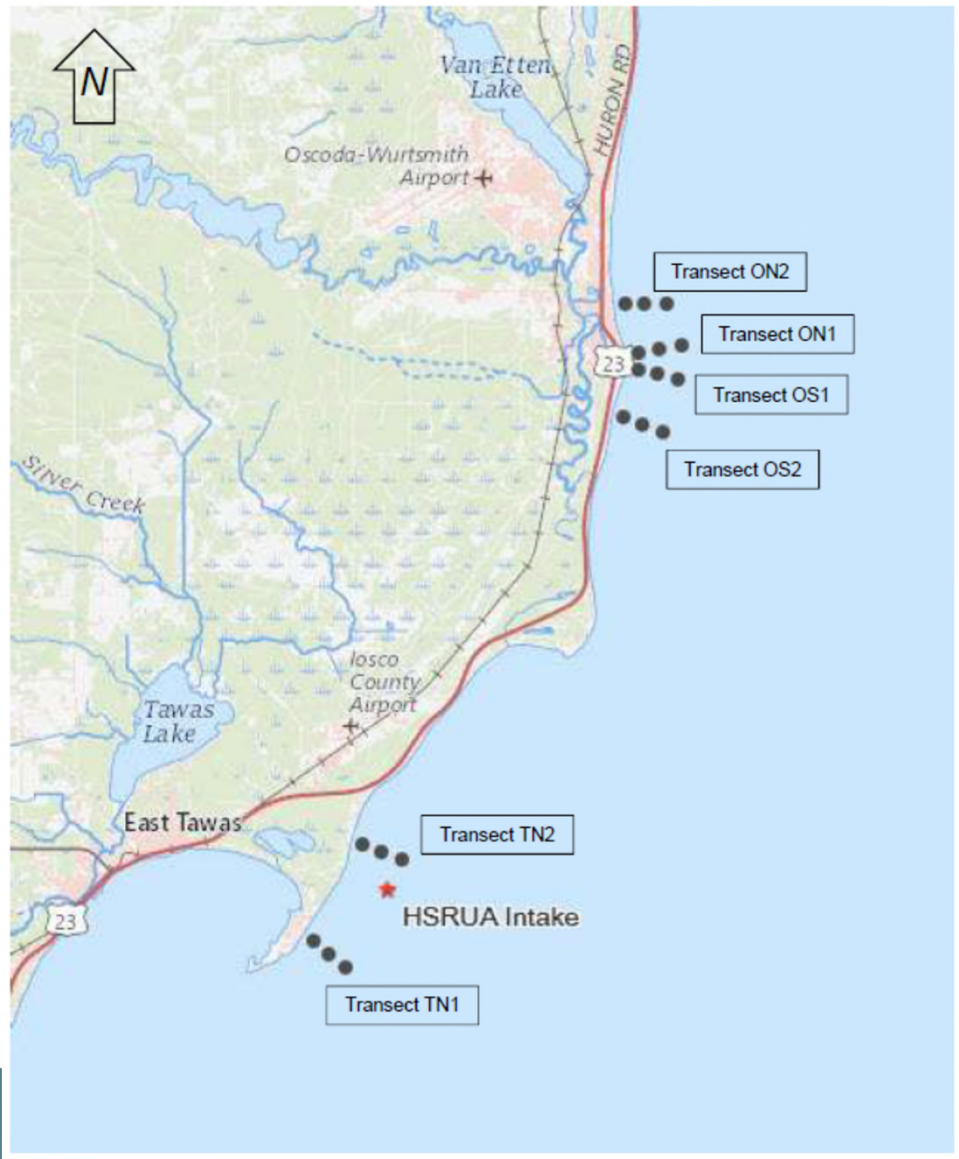 N
Van Etten
Lake
HURON RD
Oscoda-Wurtsmith
Airport
Transect ON2
Transect ON1
23
Transect OS1
Transect OS2
Silver Creek
Iosco
County
Airport
Tawas
Lake
East Tawas
Transect TN2
HSRUA Intake
23
Transect TN1